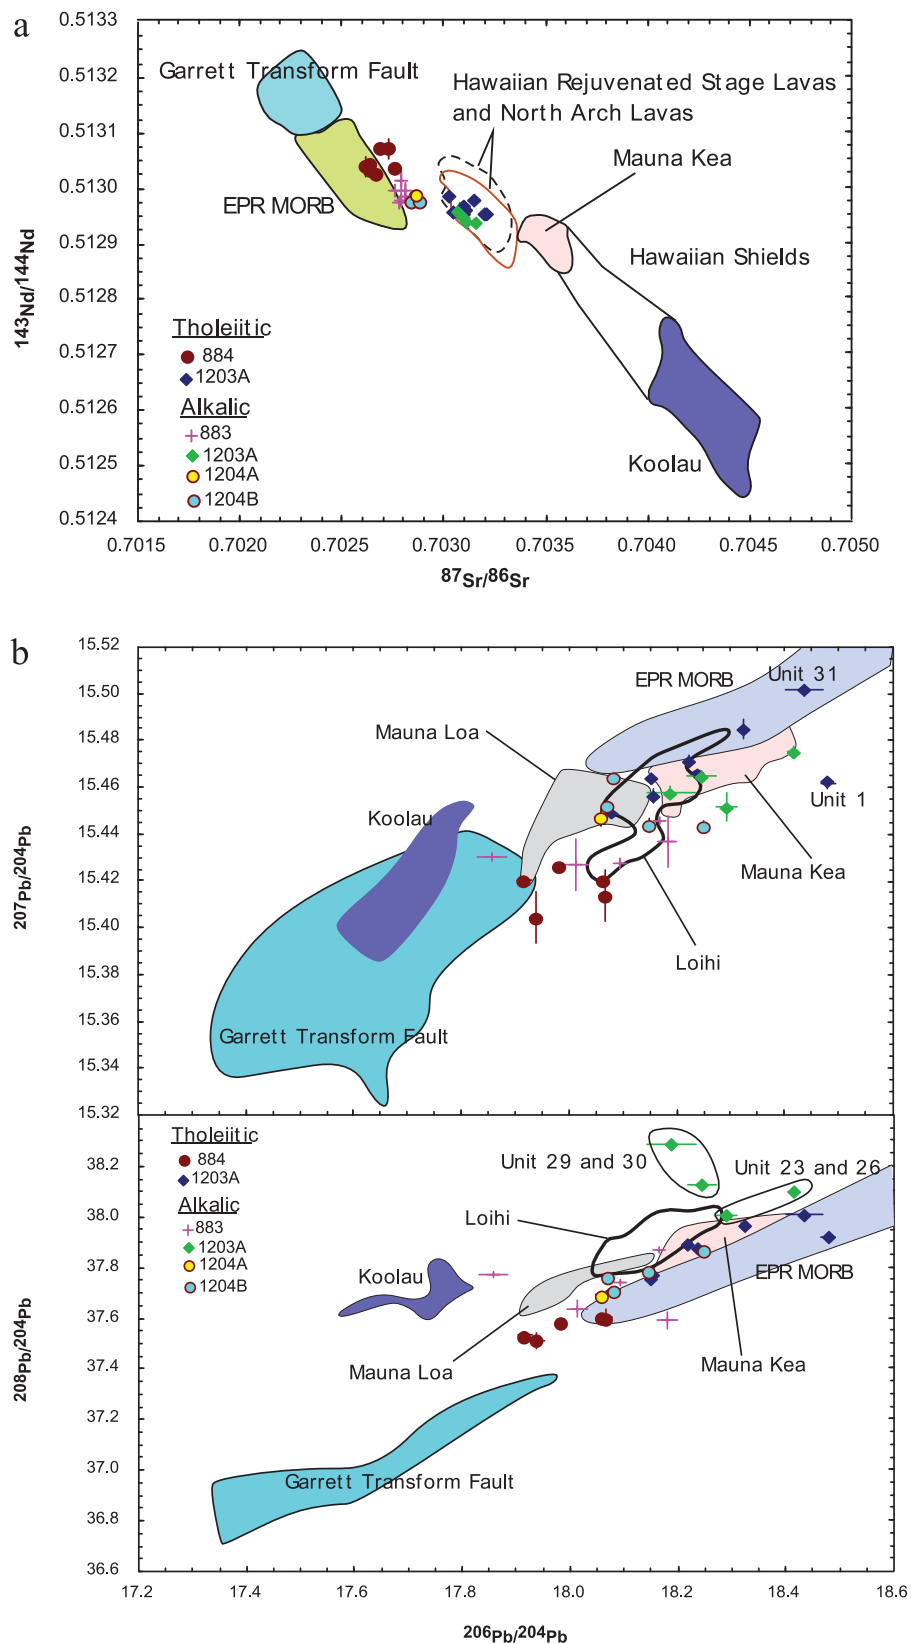 a
0.5133
0.5132
0.5131
0.5130
0.5129
0.5128
0.5127
0.5126
0.5125
0.5124
143Nd/144Nd
Garrett Transform Fault
Hawaiian Rejuvenated Stage Lavas
and North Arch Lavas
Mauna Kea
EPR MORB
Hawaiian Shields
Koolau
Tholeiitic
884
1203A
Alkalic
883
1203A
1204A
1204B
0.7015 0.7020 0.7025 0.7030 0.7035 0.7040 0.7045 0.7050
87Sr/86Sr
b
15.52
15.50
15.48
15.46
15.44
15.42
15.40
15.38
15.36
15.34
15.32
207Pb/204Pb
EPR MORB
Unit 31
Mauna Loa
Unit 1
Koolau
Mauna Kea
Loihi
Garrett Transform Fault
38.2
38.0
37.8
37.6
37.4
37.2
37.0
36.8
36.6
208Pb/204Pb
Tholeiitic
884
1203A
Alkalic
883
1203A
1204A
1204B
Unit 29 and 30
Unit 23 and 26
Loihi
Koolau
EPR MORB
Mauna Loa
Mauna Kea
Garrett Transform Fault
17.2 17.4 17.6 17.8 18.0 18.2 18.4 18.6
206Pb/204Pb